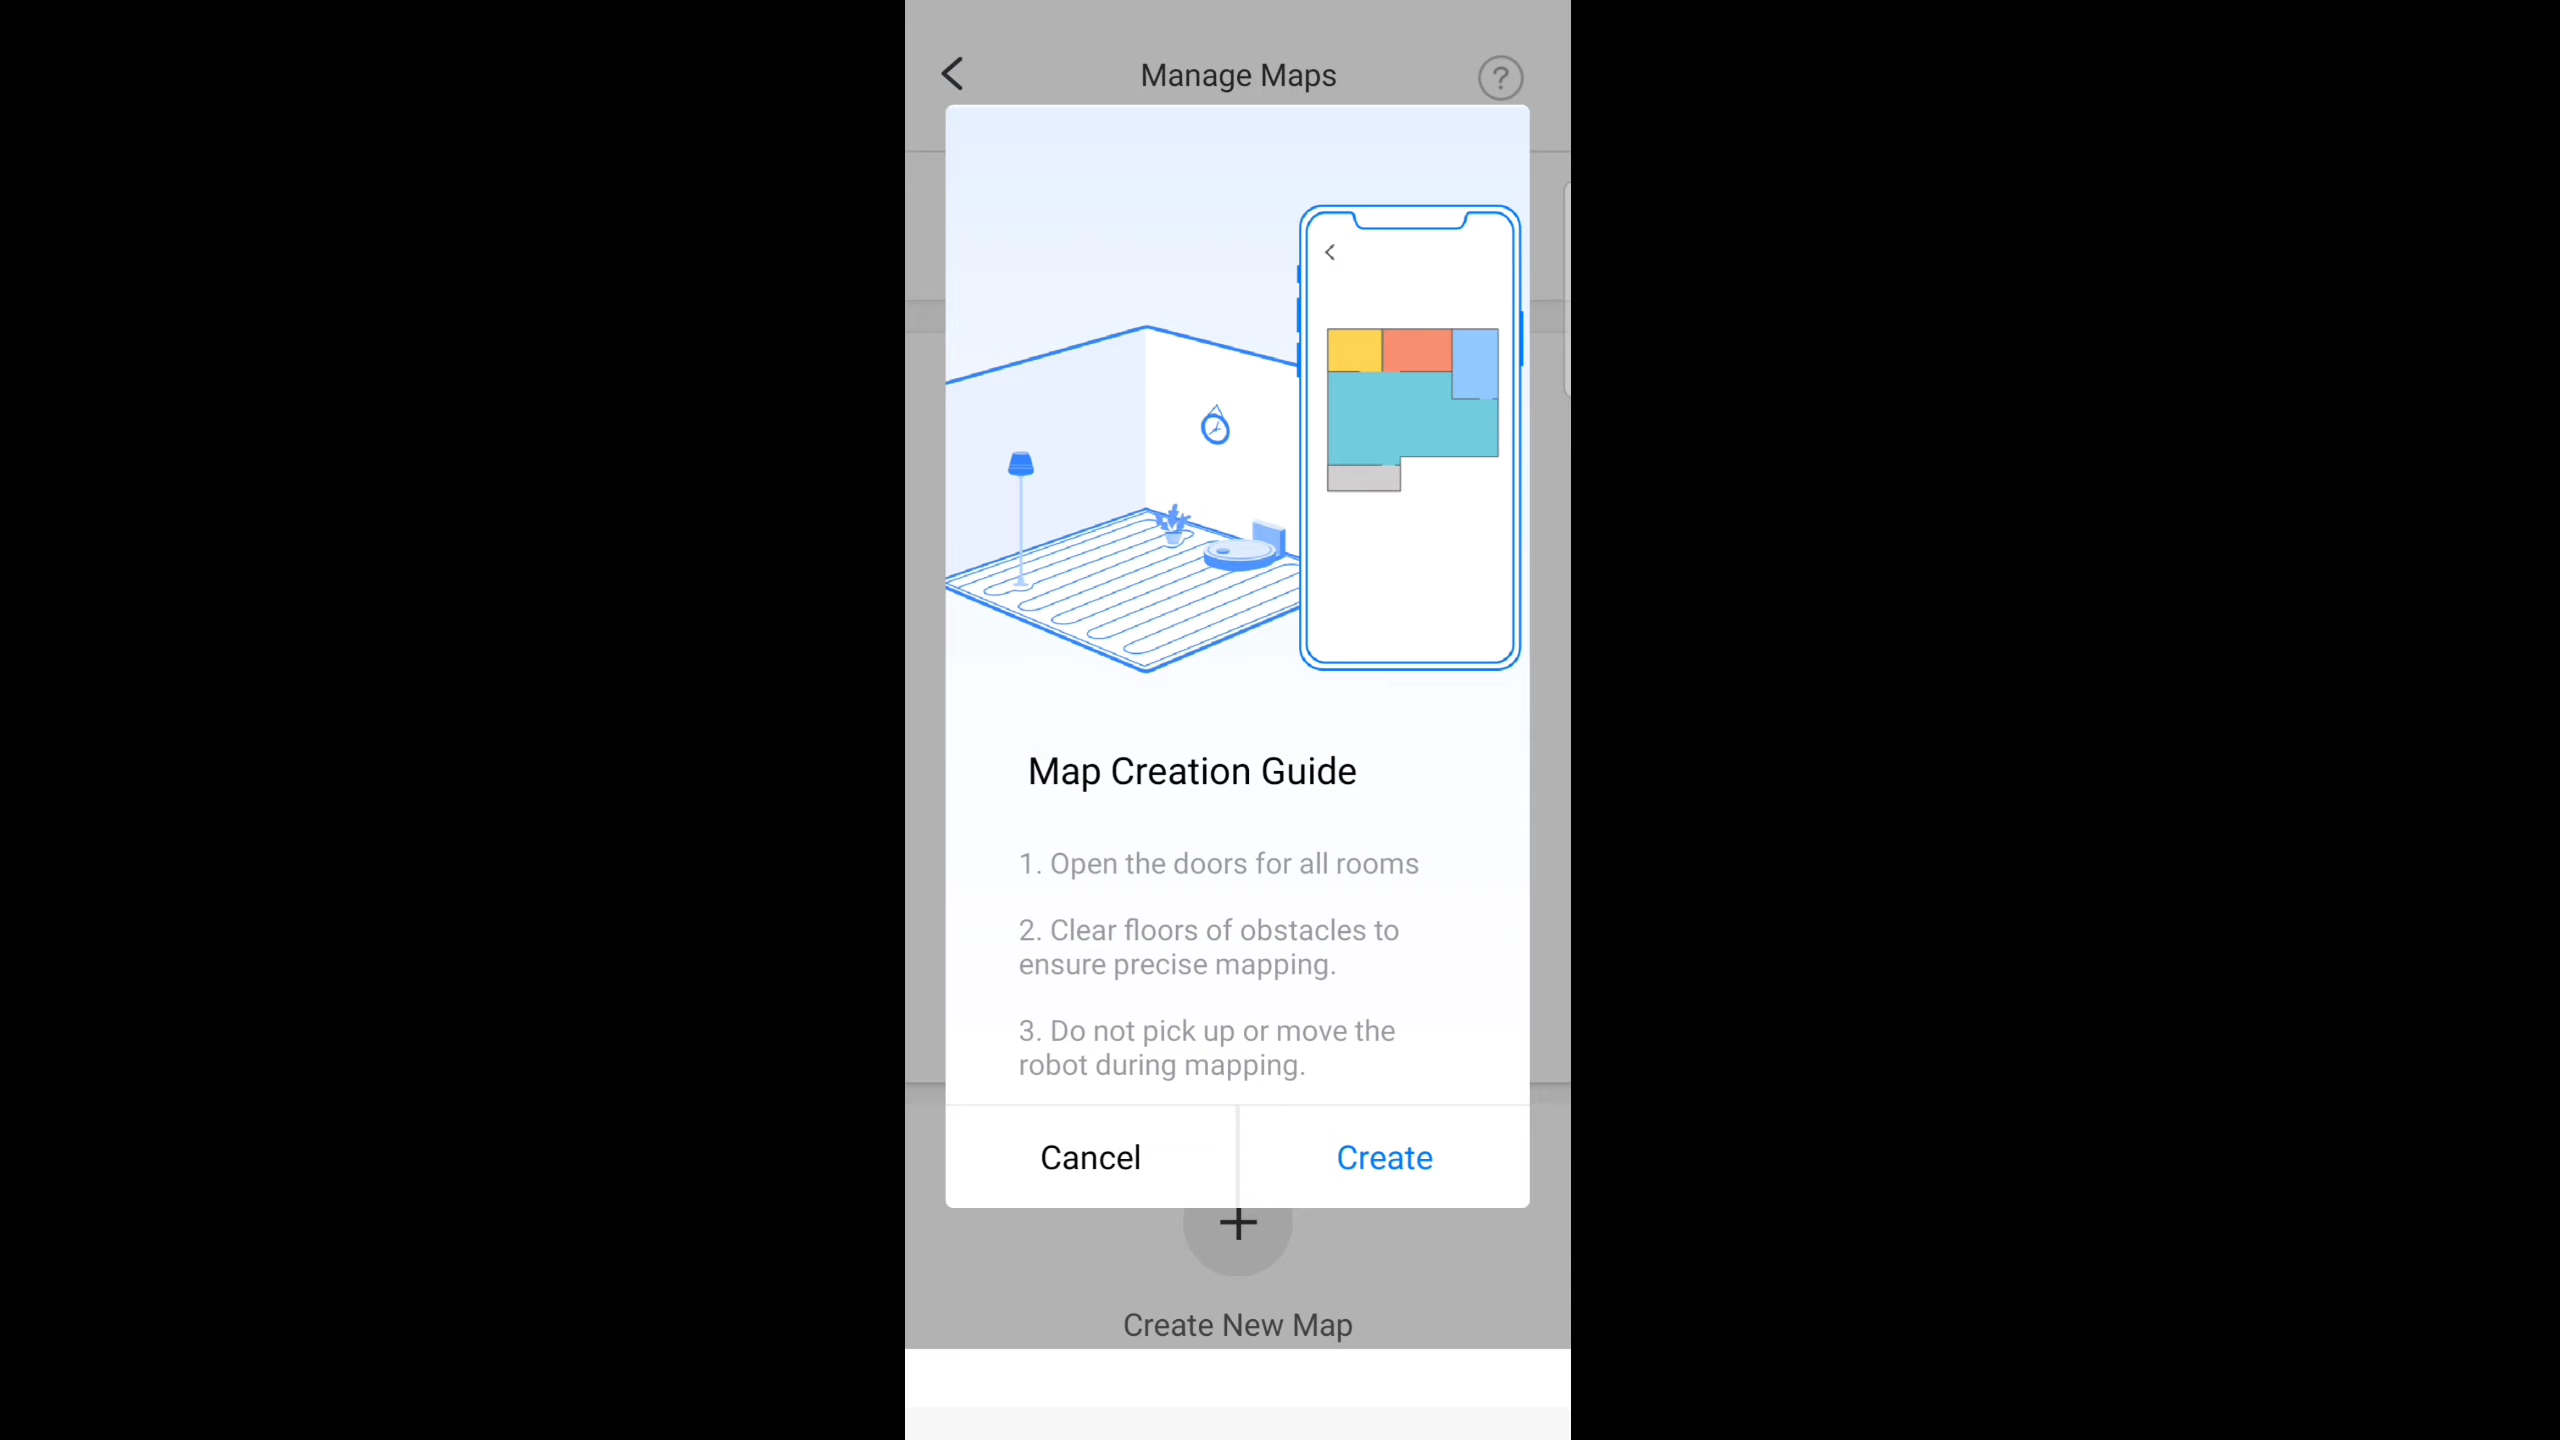 Manage Maps
?
Map Creation Guide
1. Open the doors for all rooms
2. Clear floors of obstacles to
ensure precise mapping.
3. Do not pick up or move the
robot during mapping.
Cancel
Create
Create New Map